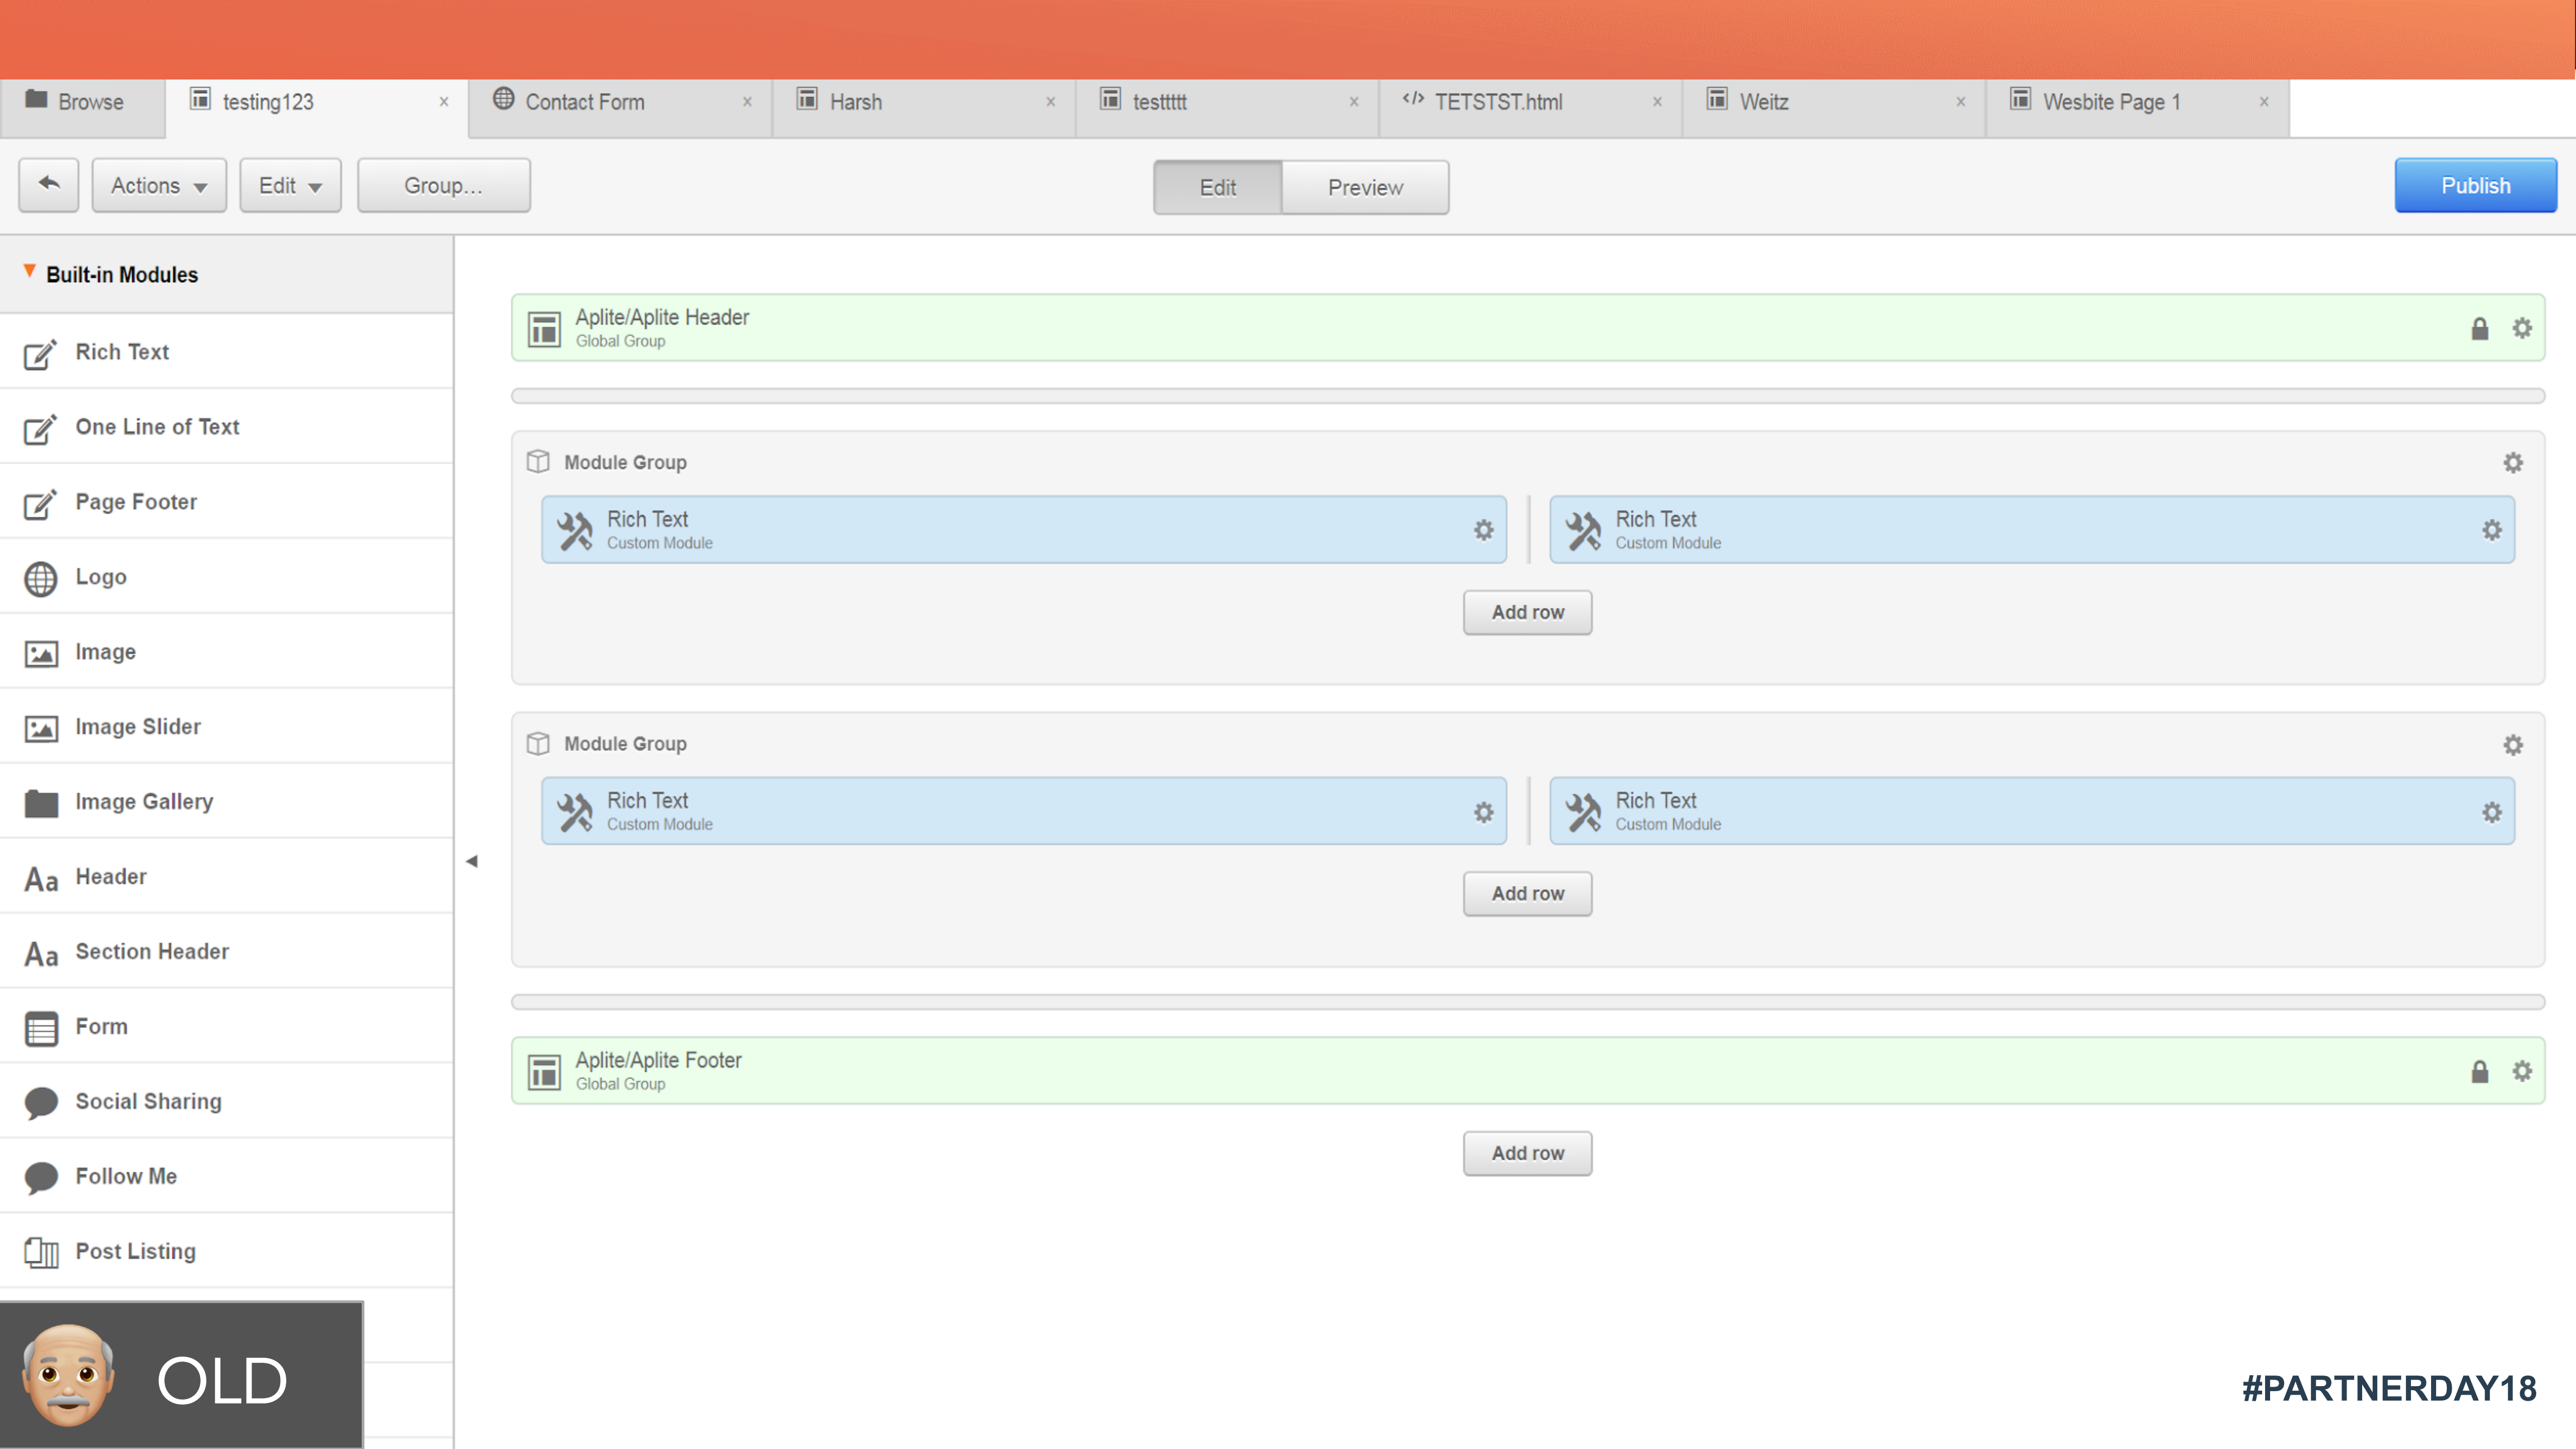 Browse
testing123
Contact Form
Harsh
testtttt
</> TETSTST.html
Weitz
Wesbite Page 1
Actions
Edit
Group...
Edit
Preview
Publish
Built-in Modules
Rich Text
One Line of Text
Page Footer
Logo
Image
Image Slider
Image Gallery
Aa Header
Aa Section Header
Form
Social Sharing
Follow Me
Post Listing
Aplite/Aplite Header
Global Group
Module Group
Rich Text
Custom Module
Rich Text
Custom Module
Add row
Module Group
Rich Text
Custom Module
Rich Text
Custom Module
Add row
Aplite/Aplite Footer
Global Group
Add row
OLD
#PARTNERDAY18